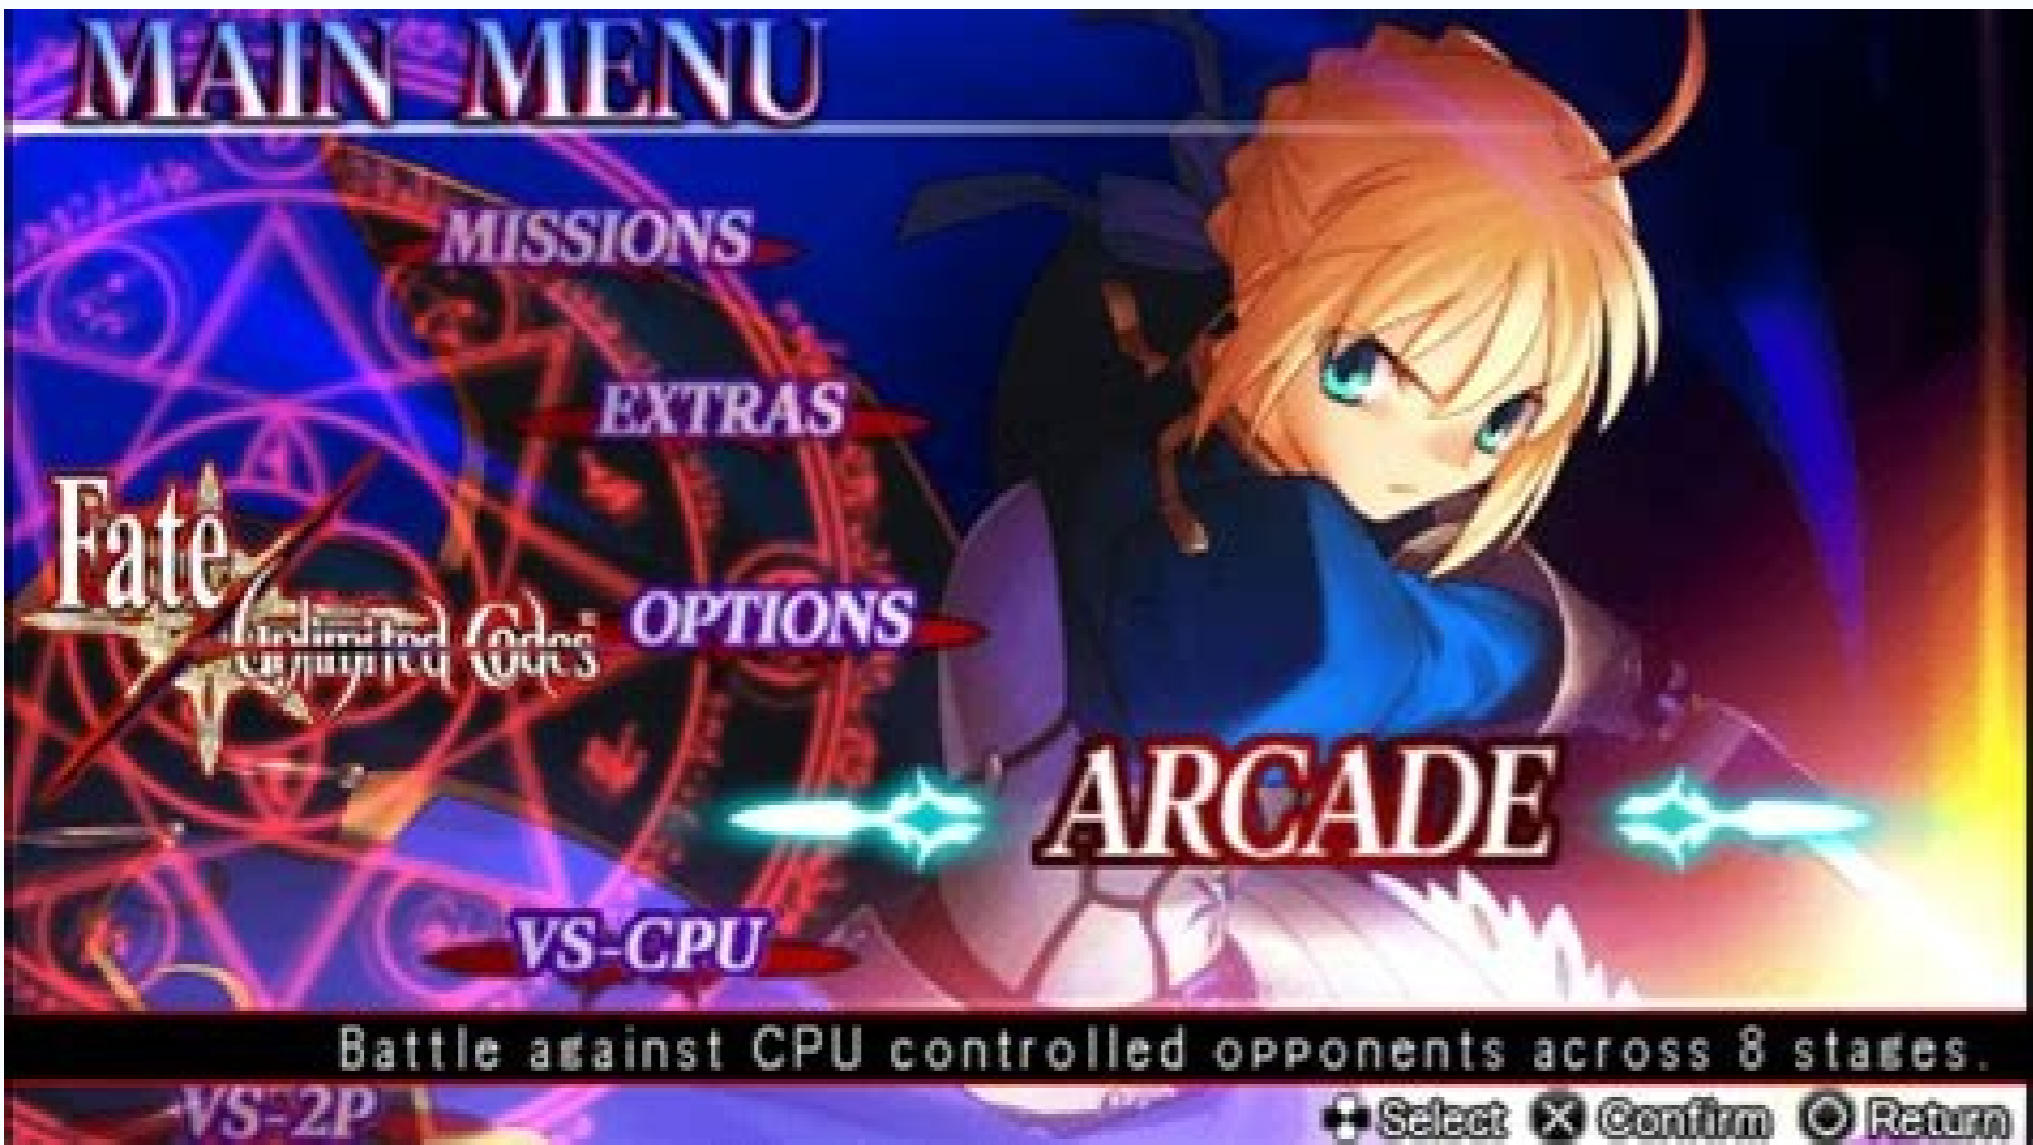 MAIN MENU
MISSIONS
EXTRAS
Fate
Unlimited Codes
OPTIONS
ARCADE
VS-CPU
Battle against CPU controlled opponents across 8 stages.
VS-2P
Select Confirm Return